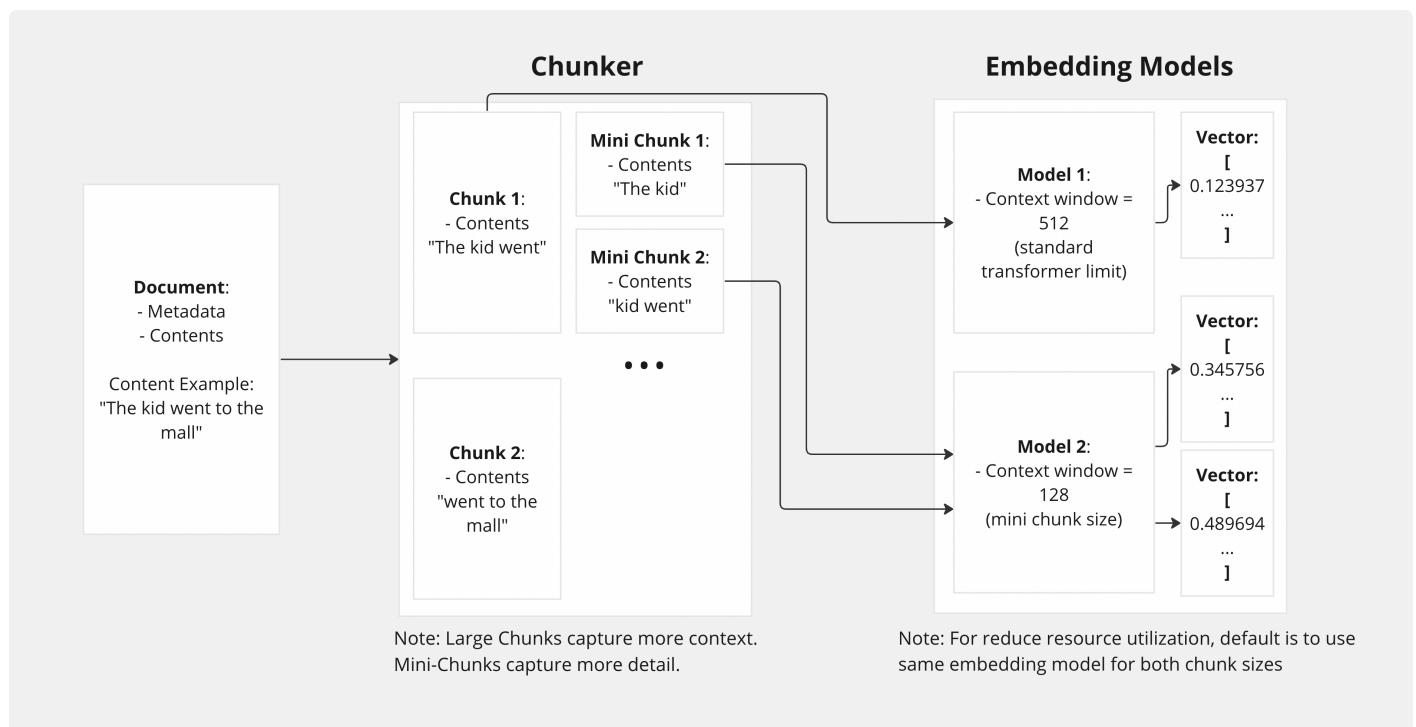 Chunker
Embedding Models
Document:
- Metadata
- Contents
Content Example:
"The kid went to the
mall"
Chunk 1:
- Contents
"The kid went"
Mini Chunk 1:
- Contents
"The kid"
Mini Chunk 2:
- Contents
"kid went"
...
Chunk 2:
- Contents
"went to the
mall"
Note: Large Chunks capture more context.
Mini-Chunks capture more detail.
Model 1:
- Context window =
512
(standard
transformer limit)
Vector:
[
0.123937
...
]
Model 2:
- Context window =
128
(mini chunk size)
Vector:
[
0.345756
...
]
Vector:
[
0.489694
...
]
Note: For reduce resource utilization, default is to use
same embedding model for both chunk sizes